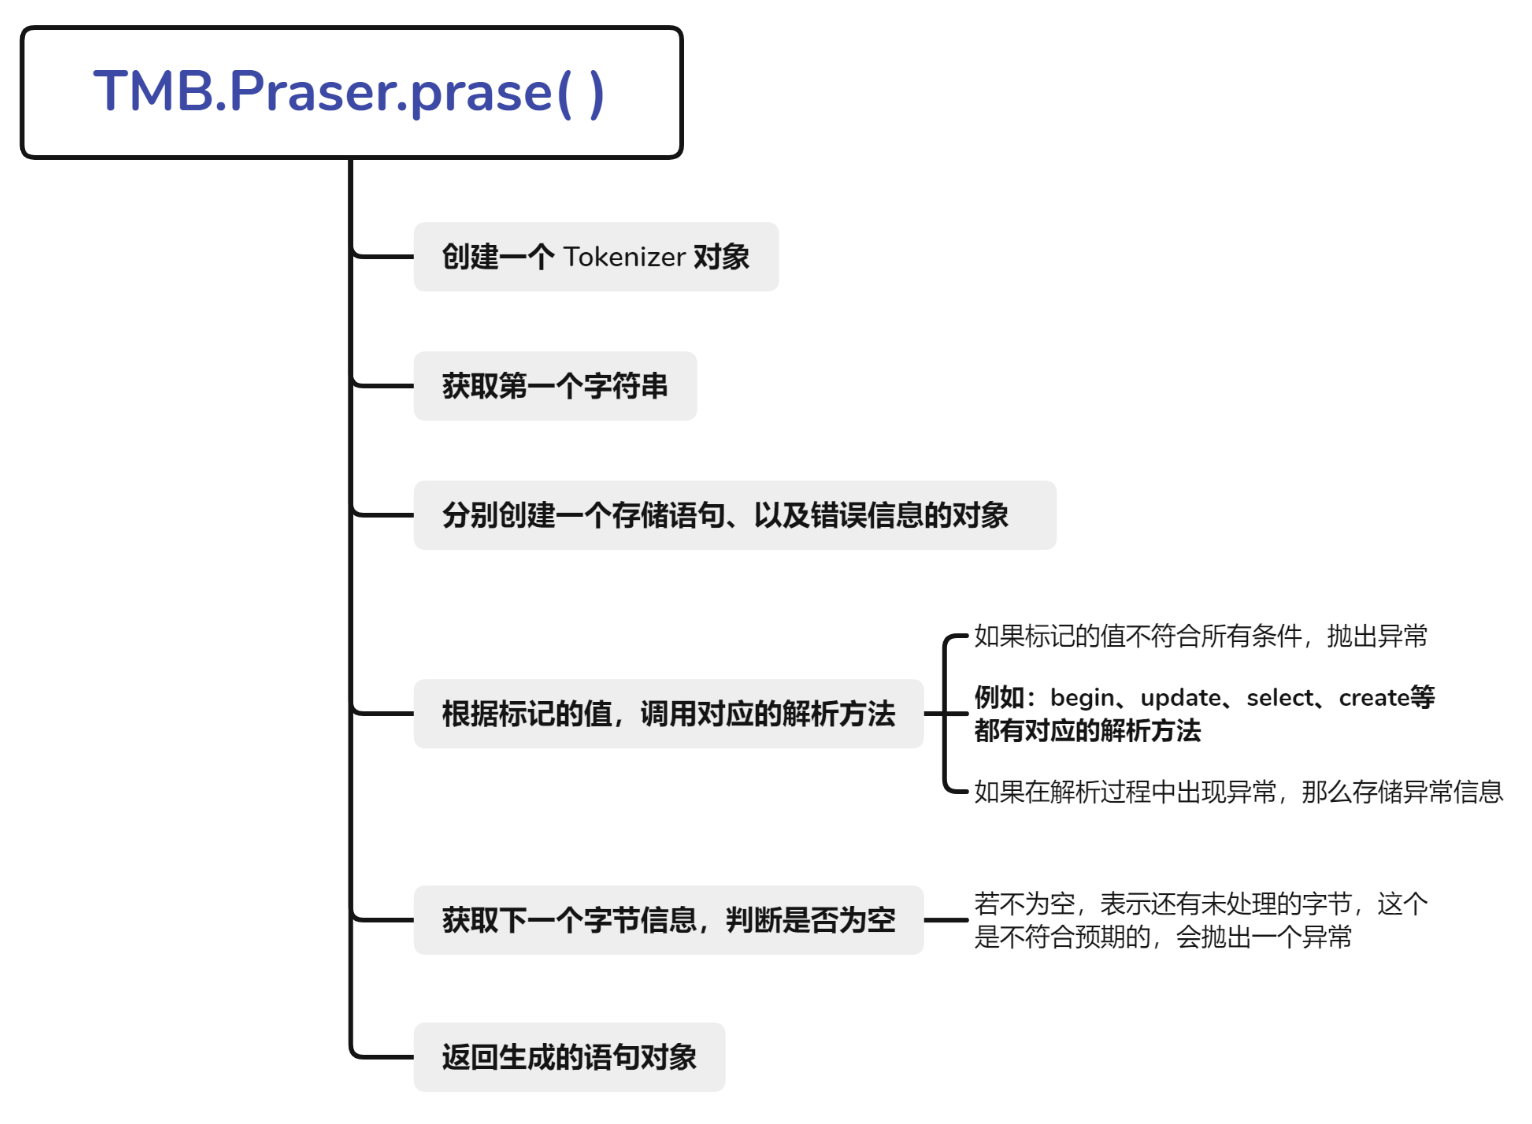 TMB.Praser.prase( )
创建一个 Tokenizer 对象
获取第一个字符串
分别创建一个存储语句、以及错误信息的对象
根据标记的值，调用对应的解析方法
如果标记的值不符合所有条件，抛出异常
例如：begin、update、select、create等
都有对应的解析方法
如果在解析过程中出现异常，那么存储异常信息
获取下一个字节信息，判断是否为空
若不为空，表示还有未处理的字节，这个
是不符合预期的，会抛出一个异常
返回生成的语句对象